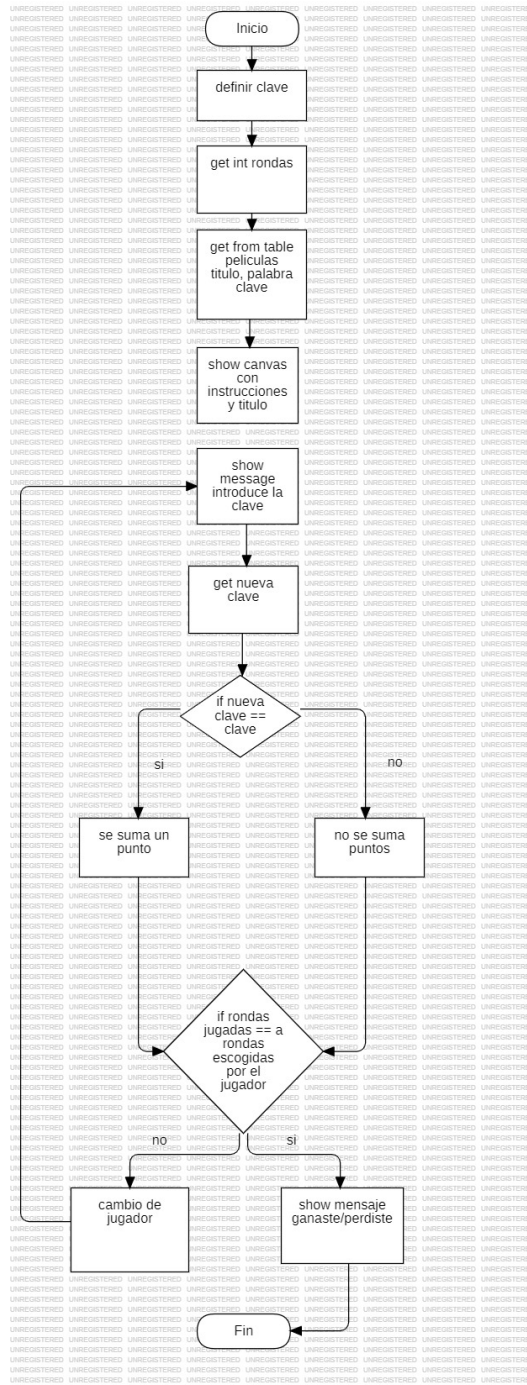 Inicio
definir clave
get int rondas
get from table
peliculas
titulo, palabra
clave
show canvas
con
instrucciones
y titulo
show
message
introduce la
clave
get nueva
clave
if nueva
clave ==
clave
si
no
se suma un
punto
no se suma
puntos
if rondas
jugadas == a
rondas
escogidas
por el
jugador
no
si
cambio de
jugador
show mensaje
ganaste/perdiste
Fin